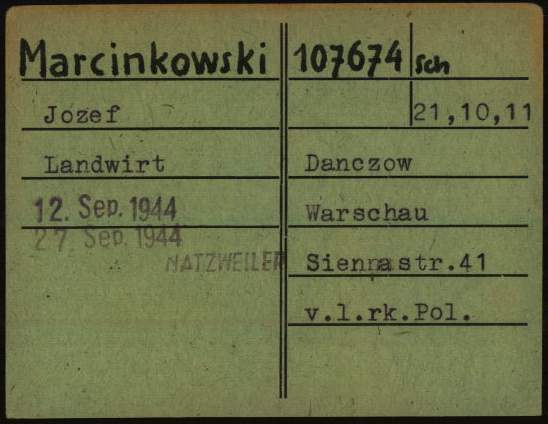 Marcinkowski 107674 Sch
Jozef 21,10,11
Landwirt Danczow
12. Sep. 1944 Warschau
27. Sep. 1944
NATZWEILER Siennastr.41
v.l.rk.Pol.